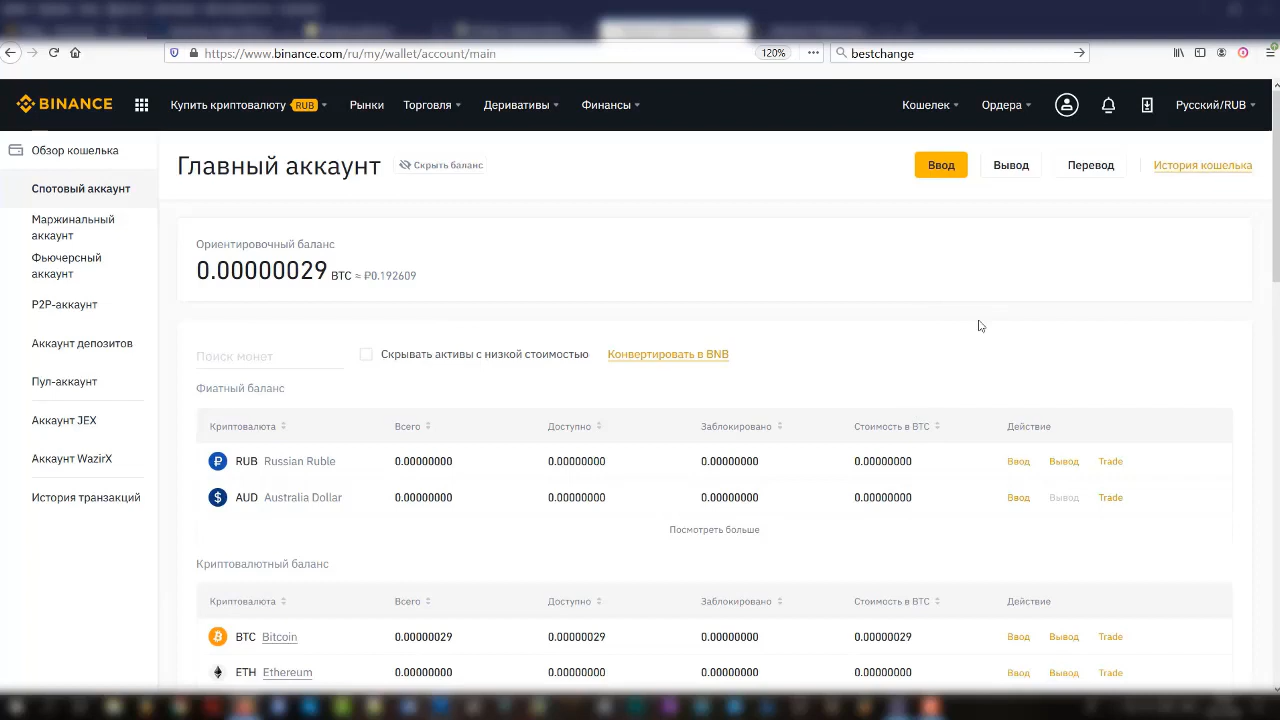 https://www.binance.com/ru/my/wallet/account/main 120% bestchange
BINANCE Купить криптовалюту RUB Рынки Торговля Деривативы Финансы Кошелек Ордера Русский/RUB
Обзор кошелька
Спотовый аккаунт
Маржинальный
аккаунт
Фьючерсный
аккаунт
P2P-аккаунт
Аккаунт депозитов
Пул-аккаунт
Аккаунт JEX
Аккаунт WazirX
История транзакций
Главный аккаунт Скрыть баланс Ввод Вывод Перевод История кошелька
Ориентировочный баланс
0.00000029 BTC ≈ ₽0.192609
Поиск монет Скрывать активы с низкой стоимостью Конвертировать в BNB
Фиатный баланс
Криптовалюта Всего Доступно Заблокировано Стоимость в BTC Действие
RUB Russian Ruble 0.00000000 0.00000000 0.00000000 0.00000000 Ввод Вывод Trade
AUD Australia Dollar 0.00000000 0.00000000 0.00000000 0.00000000 Ввод Вывод Trade
Посмотреть больше
Криптовалютный баланс
Криптовалюта Всего Доступно Заблокировано Стоимость в BTC Действие
BTC Bitcoin 0.00000029 0.00000029 0.00000000 0.00000029 Ввод Вывод Trade
ETH Ethereum 0.00000000 0.00000000 0.00000000 0.00000000 Ввод Вывод Trade